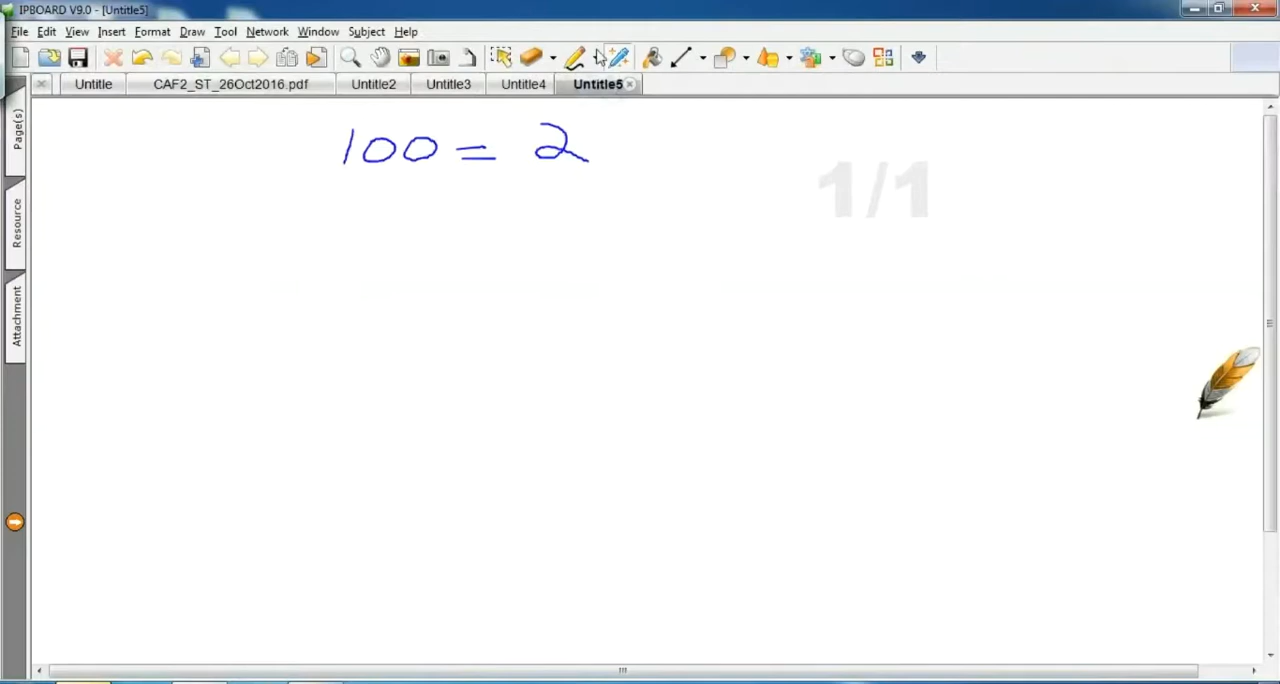 IPBOARD V9.0 - [Untitle5]
File Edit View Insert Format Draw Tool Network Window Subject Help
Untitle CAF2_ST_26Oct2016.pdf Untitle2 Untitle3 Untitle4 Untitle5
Page(s)
Resource
Attachment
100 = 2
1/1